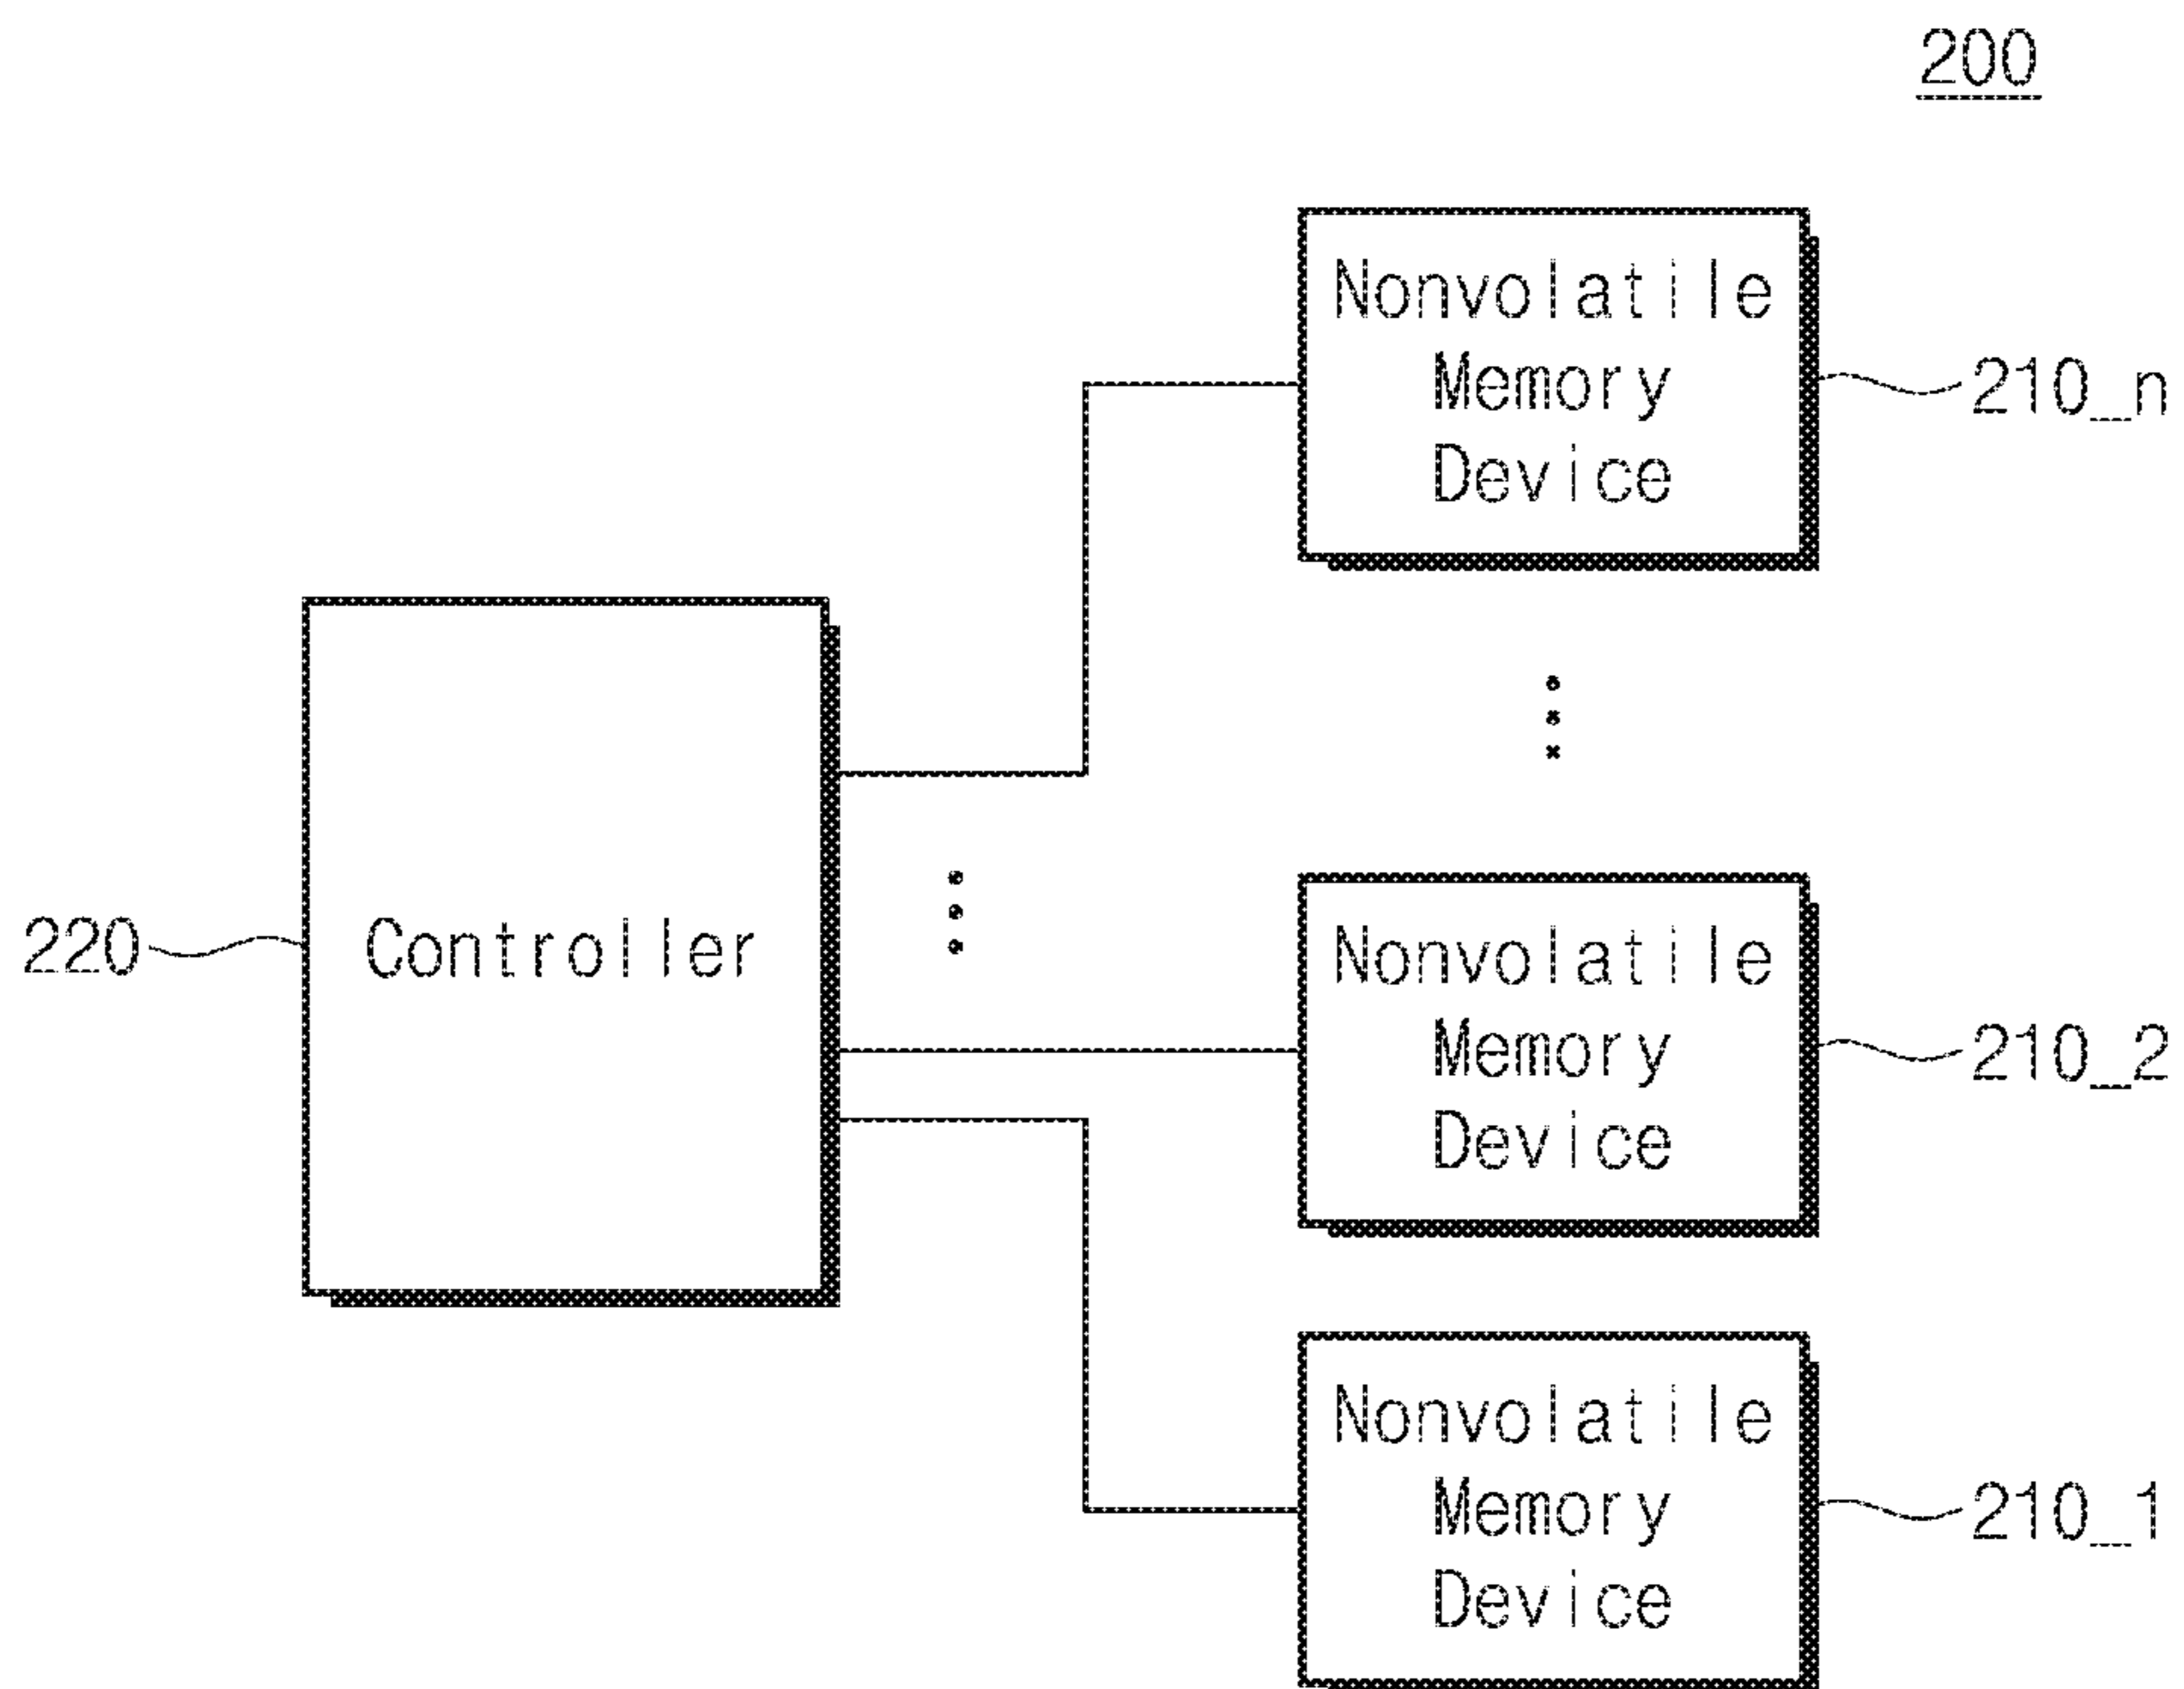 200
Nonvolatile
Memory
Device
210_n
220
Controller
Nonvolatile
Memory
Device
210_2
Nonvolatile
Memory
Device
210_1